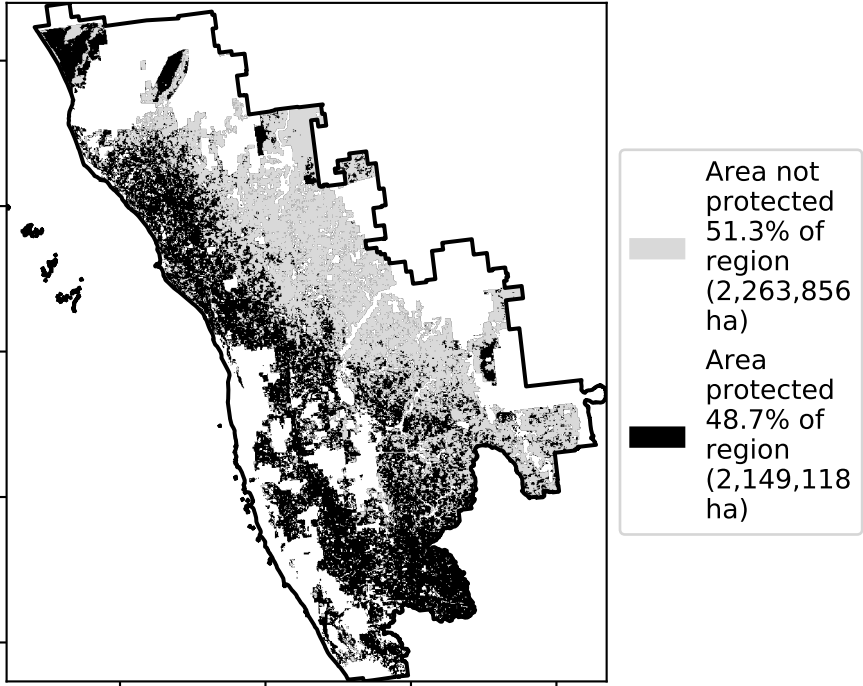 Area not
protected
51.3% of
region
(2,263,856
ha)
Area
protected
48.7% of
region
(2,149,118
ha)